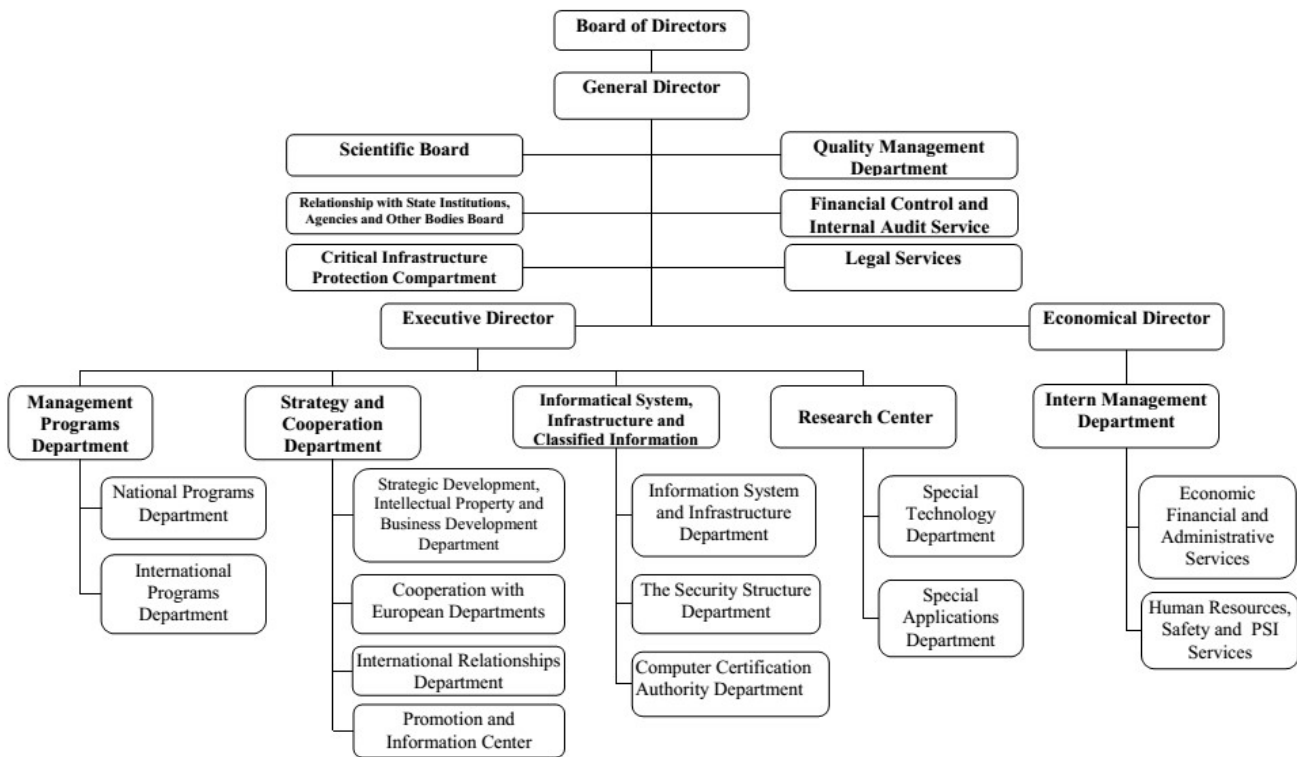 Board of Directors
General Director
Scientific Board
Quality Management
Department
Relationship with State Institutions,
Agencies and Other Bodies Board
Financial Control and
Internal Audit Service
Critical Infrastructure
Protection Compartment
Legal Services
Executive Director
Economical Director
Management
Programs
Department
Strategy and
Cooperation
Department
Informatical System,
Infrastructure and
Classified Information
Research Center
Intern Management
Department
National Programs
Department
International
Programs
Department
Strategic Development,
Intellectual Property and
Business Development
Department
Cooperation with
European Departments
International Relationships
Department
Promotion and
Information Center
Information System
and Infrastructure
Department
The Security Structure
Department
Computer Certification
Authority Department
Special
Technology
Department
Special
Applications
Department
Economic
Financial and
Administrative
Services
Human Resources,
Safety and PSI
Services